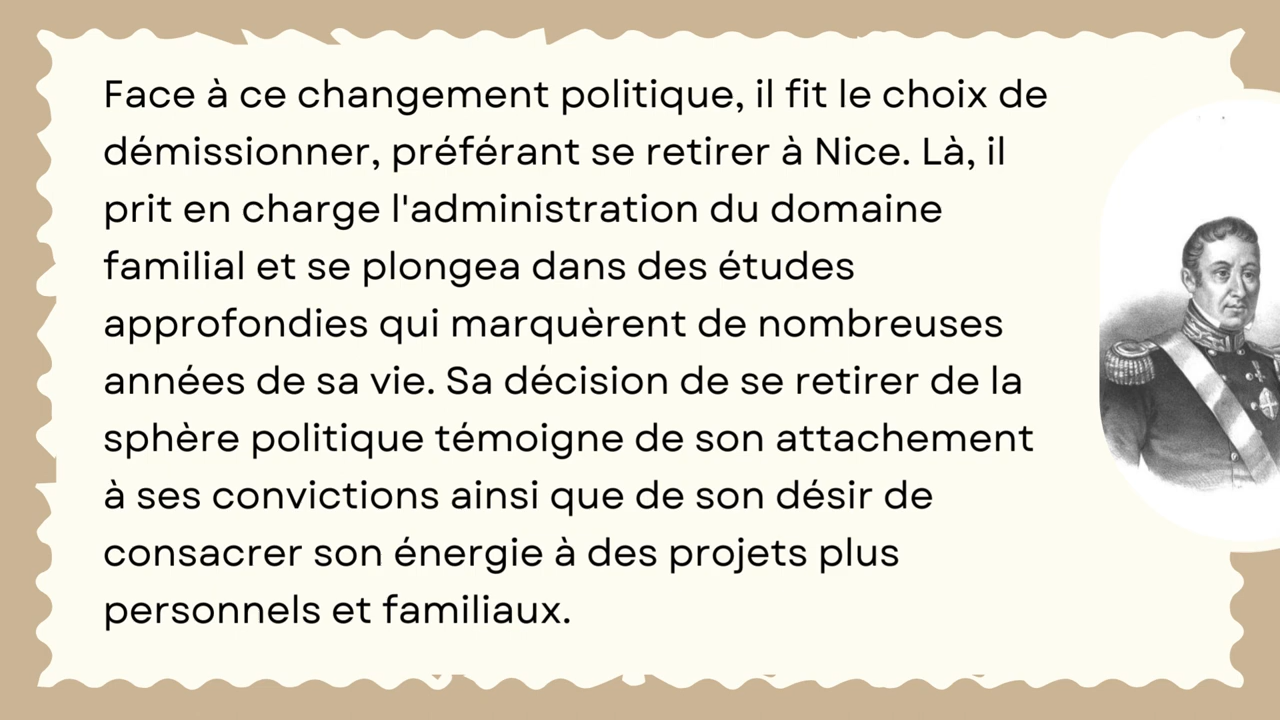 Face à ce changement politique, il fit le choix de
démissionner, préférant se retirer à Nice. Là, il
prit en charge l'administration du domaine
familial et se plongea dans des études
approfondies qui marquèrent de nombreuses
années de sa vie. Sa décision de se retirer de la
sphère politique témoigne de son attachement
à ses convictions ainsi que de son désir de
consacrer son énergie à des projets plus
personnels et familiaux.